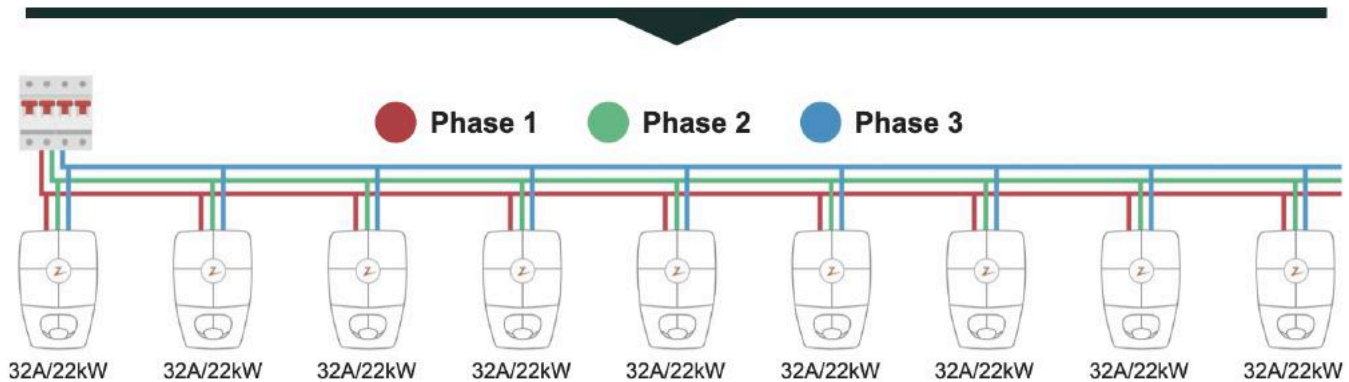 Phase 1 Phase 2 Phase 3
Z Z Z Z Z Z Z Z Z
32A/22kW 32A/22kW 32A/22kW 32A/22kW 32A/22kW 32A/22kW 32A/22kW 32A/22kW 32A/22kW